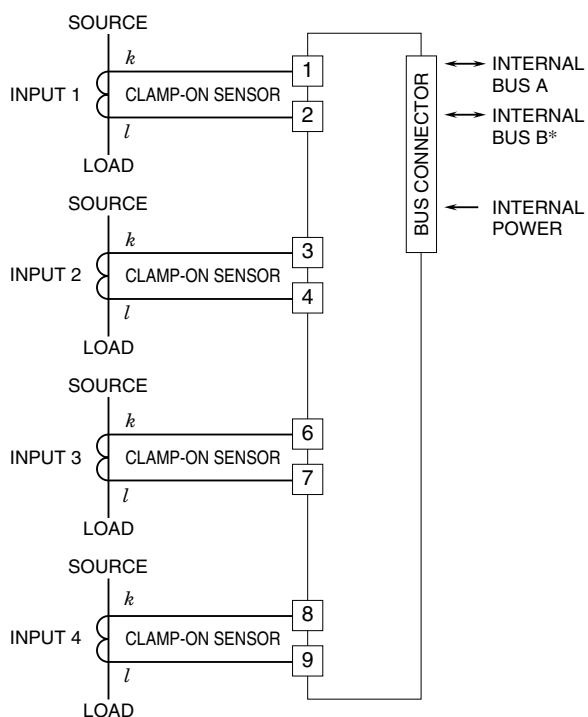 SOURCE
k
INPUT 1
CLAMP-ON SENSOR
l
LOAD
1
2
SOURCE
k
INPUT 2
CLAMP-ON SENSOR
l
LOAD
3
4
SOURCE
k
INPUT 3
CLAMP-ON SENSOR
l
LOAD
6
7
SOURCE
k
INPUT 4
CLAMP-ON SENSOR
l
LOAD
8
9
BUS CONNECTOR
INTERNAL
BUS A
INTERNAL
BUS B*
INTERNAL
POWER